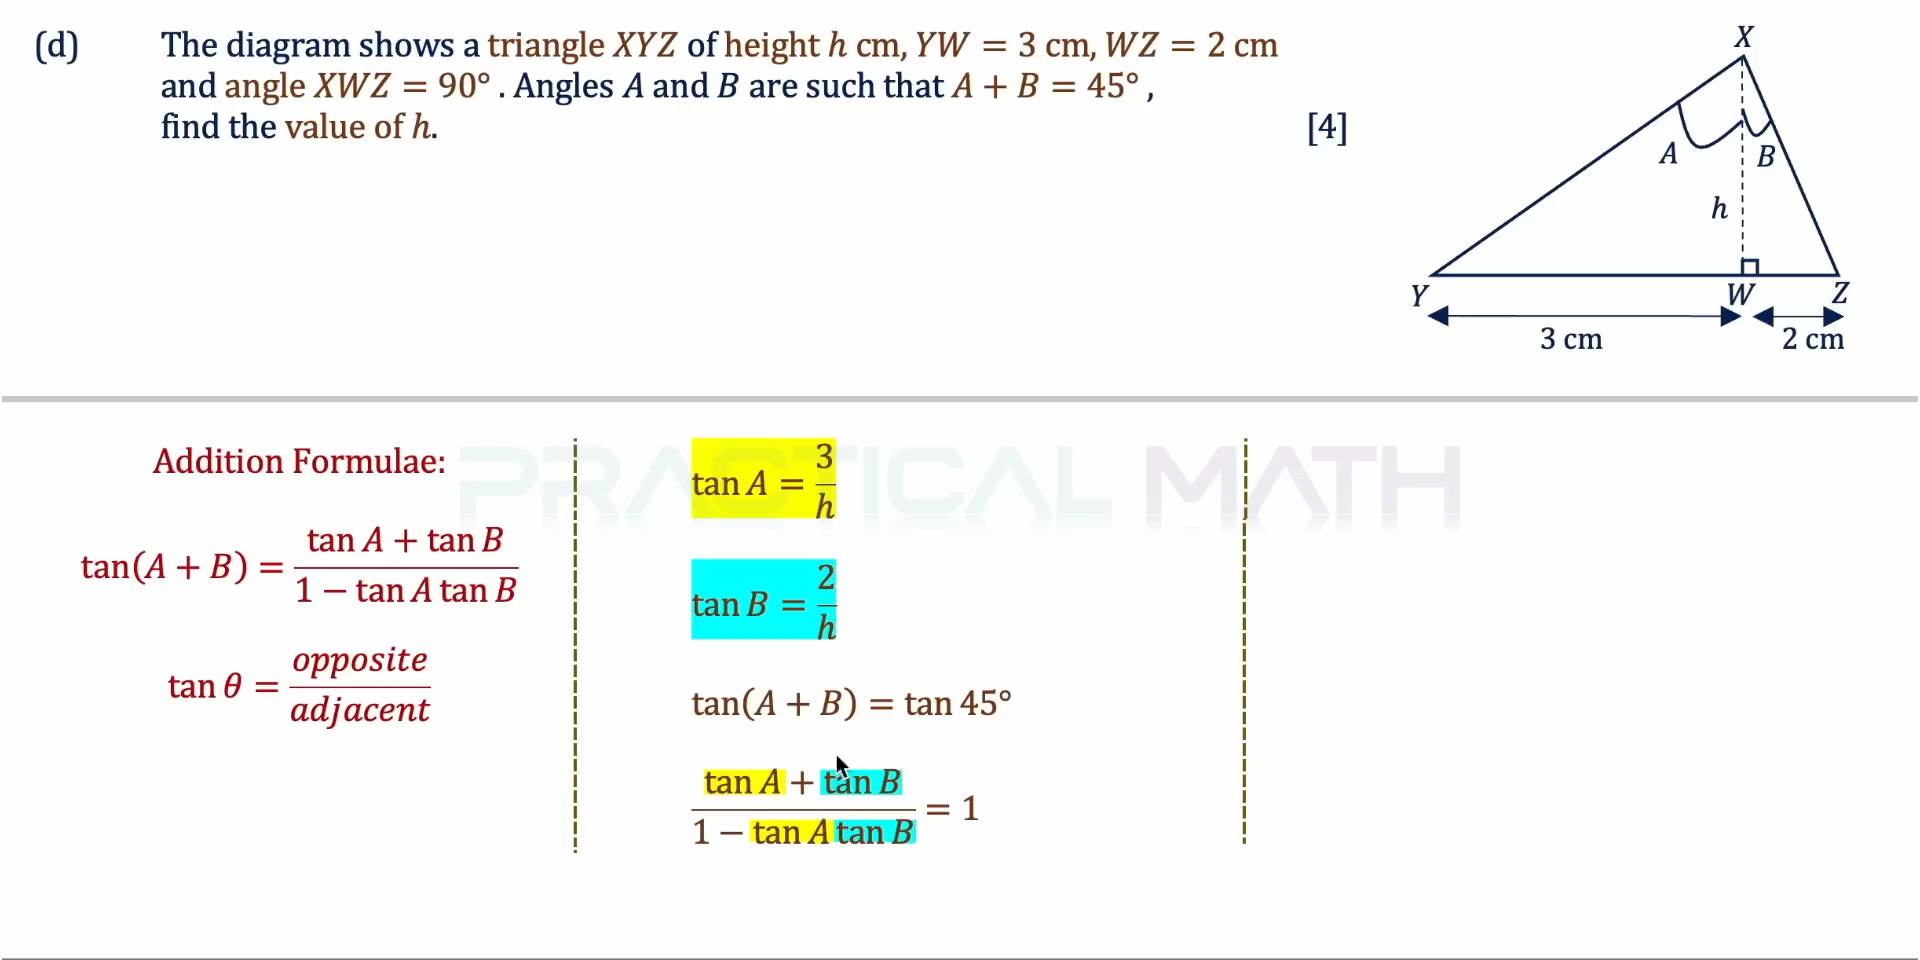 (d) The diagram shows a triangle XYZ of height h cm, YW = 3 cm, WZ = 2 cm
and angle XWZ = 90° . Angles A and B are such that A + B = 45° ,
find the value of h. [4]
X
A
B
h
Y
W
Z
3 cm
2 cm
PRACTICAL MATH
Addition Formulae:
tan(A + B) = (tan A + tan B)/(1 − tan A tan B)
tan θ = opposite/adjacent
tan A = 3/h
tan B = 2/h
tan(A + B) = tan 45°
(tan A + tan B)/(1 − tan A tan B) = 1